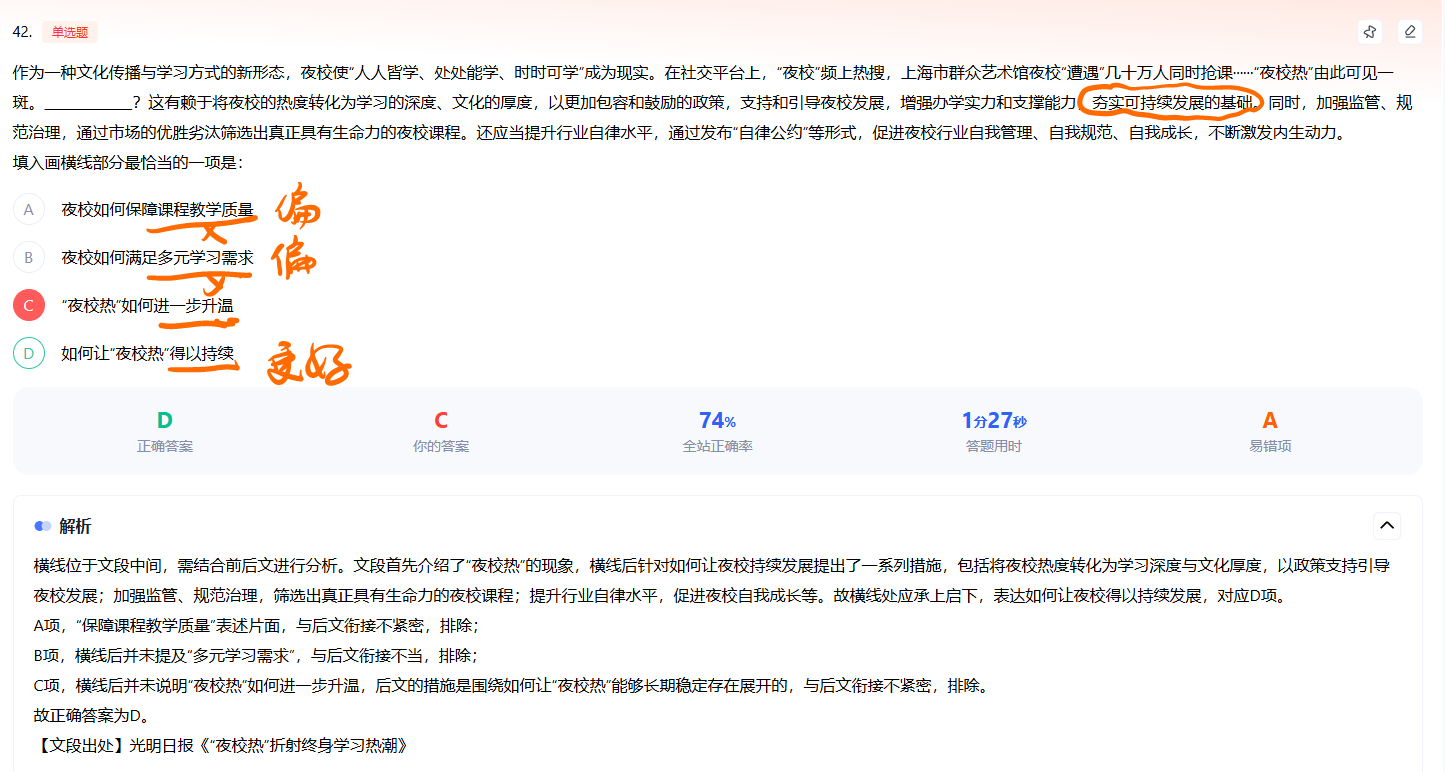 42. 单选题
作为一种文化传播与学习方式的新形态，夜校使“人人皆学、处处能学、时时可学”成为现实。在社交平台上，“夜校”频上热搜，上海市群众艺术馆夜校“遭遇”几十万人同时抢课……“夜校热”由此可见一
斑。___________？这有赖于将夜校的热度转化为学习的深度、文化的厚度，以更加包容和鼓励的政策，支持和引导夜校发展，增强办学实力和支撑能力，夯实可持续发展的基础。同时，加强监管、规
范治理，通过市场的优胜劣汰筛选出真正具有生命力的夜校课程。还应当提升行业自律水平，通过发布“自律公约”等形式，促进夜校行业自我管理、自我规范、自我成长，不断激发内生动力。
填入画横线部分最恰当的一项是：
A 夜校如何保障课程教学质量 偏
B 夜校如何满足多元学习需求 偏
C “夜校热”如何进一步升温
D 如何让“夜校热”得以持续 更好
D C 74% 1分27秒 A
正确答案 你的答案 全站正确率 答题用时 易错项
解析
横线位于文段中间，需结合前后文进行分析。文段首先介绍了“夜校热”的现象，横线后针对如何让夜校持续发展提出了一系列措施，包括将夜校热度转化为学习深度与文化厚度，以政策支持引导
夜校发展；加强监管、规范治理，筛选出真正具有生命力的夜校课程；提升行业自律水平，促进夜校自我成长等。故横线处应承上启下，表达如何让夜校得以持续发展，对应D项。
A项，“保障课程教学质量”表述片面，与后文衔接不紧密，排除；
B项，横线后并未提及“多元学习需求”，与后文衔接不当，排除；
C项，横线后并未说明“夜校热”如何进一步升温，后文的措施是围绕如何让“夜校热”能够长期稳定存在展开的，与后文衔接不紧密，排除。
故正确答案为D。
【文段出处】光明日报《“夜校热”折射终身学习热潮》